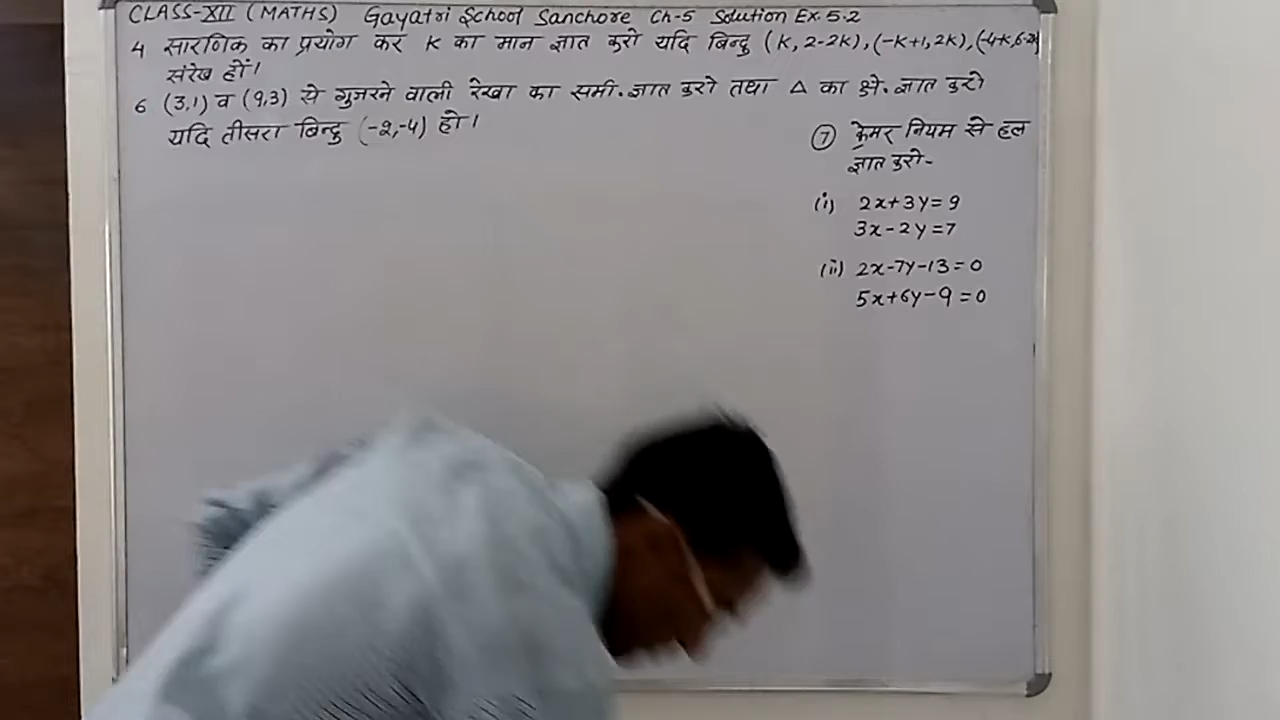 CLASS-XII (MATHS) Gayatri School Sanchore Ch-5 Solution Ex. 5.2
4 सारणिक का प्रयोग कर K का मान ज्ञात करो यदि बिन्दु (K, 2-2K), (-K+1, 2K), (-4-K, 6-2K)
संरेख हों।
6 (3,1) व (9,3) से गुजरने वाली रेखा का समी. ज्ञात करो तथा △ का क्षे. ज्ञात करो
यदि तीसरा बिन्दु (-2,-4) हो।
⑦ क्रेमर नियम से हल
ज्ञात करो-
(i) 2x+3y=9
3x-2y=7
(ii) 2x-7y-13=0
5x+6y-9=0